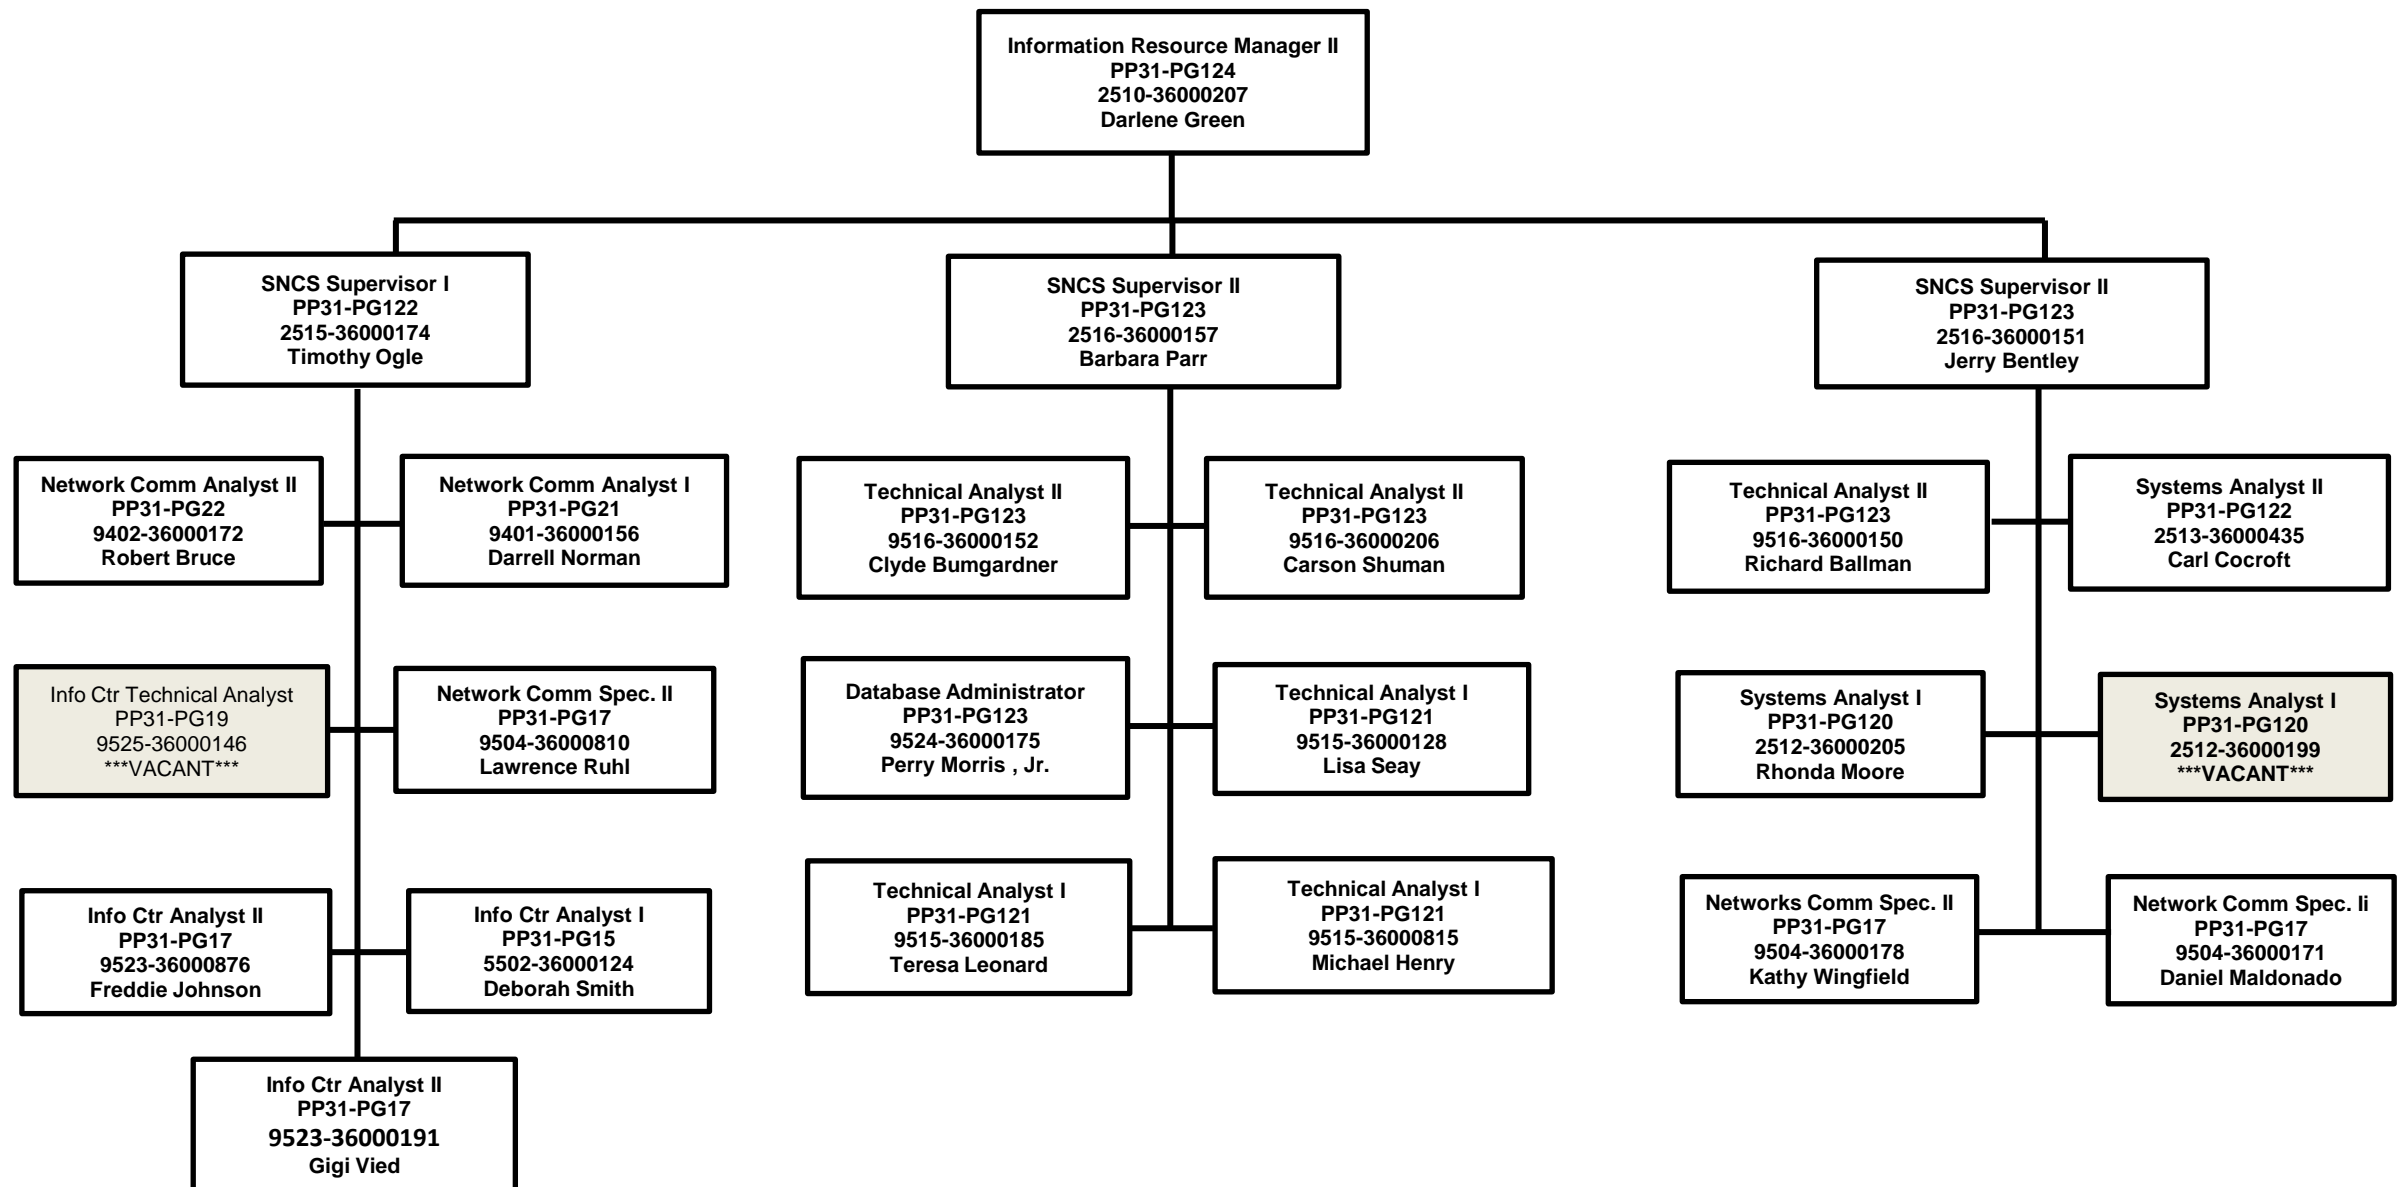 Information Resource Manager II
PP31-PG124
2510-36000207
Darlene Green
SNCS Supervisor I
PP31-PG122
2515-36000174
Timothy Ogle
SNCS Supervisor II
PP31-PG123
2516-36000157
Barbara Parr
SNCS Supervisor II
PP31-PG123
2516-36000151
Jerry Bentley
Network Comm Analyst II
PP31-PG22
9402-36000172
Robert Bruce
Network Comm Analyst I
PP31-PG21
9401-36000156
Darrell Norman
Technical Analyst II
PP31-PG123
9516-36000152
Clyde Bumgardner
Technical Analyst II
PP31-PG123
9516-36000206
Carson Shuman
Technical Analyst II
PP31-PG123
9516-36000150
Richard Ballman
Systems Analyst II
PP31-PG122
2513-36000435
Carl Cocroft
Info Ctr Technical Analyst
PP31-PG19
9525-36000146
***VACANT***
Network Comm Spec. II
PP31-PG17
9504-36000810
Lawrence Ruhl
Database Administrator
PP31-PG123
9524-36000175
Perry Morris , Jr.
Technical Analyst I
PP31-PG121
9515-36000128
Lisa Seay
Systems Analyst I
PP31-PG120
2512-36000205
Rhonda Moore
Systems Analyst I
PP31-PG120
2512-36000199
***VACANT***
Info Ctr Analyst II
PP31-PG17
9523-36000876
Freddie Johnson
Info Ctr Analyst I
PP31-PG15
5502-36000124
Deborah Smith
Technical Analyst I
PP31-PG121
9515-36000185
Teresa Leonard
Technical Analyst I
PP31-PG121
9515-36000815
Michael Henry
Networks Comm Spec. II
PP31-PG17
9504-36000178
Kathy Wingfield
Network Comm Spec. Ii
PP31-PG17
9504-36000171
Daniel Maldonado
Info Ctr Analyst II
PP31-PG17
9523-36000191
Gigi Vied